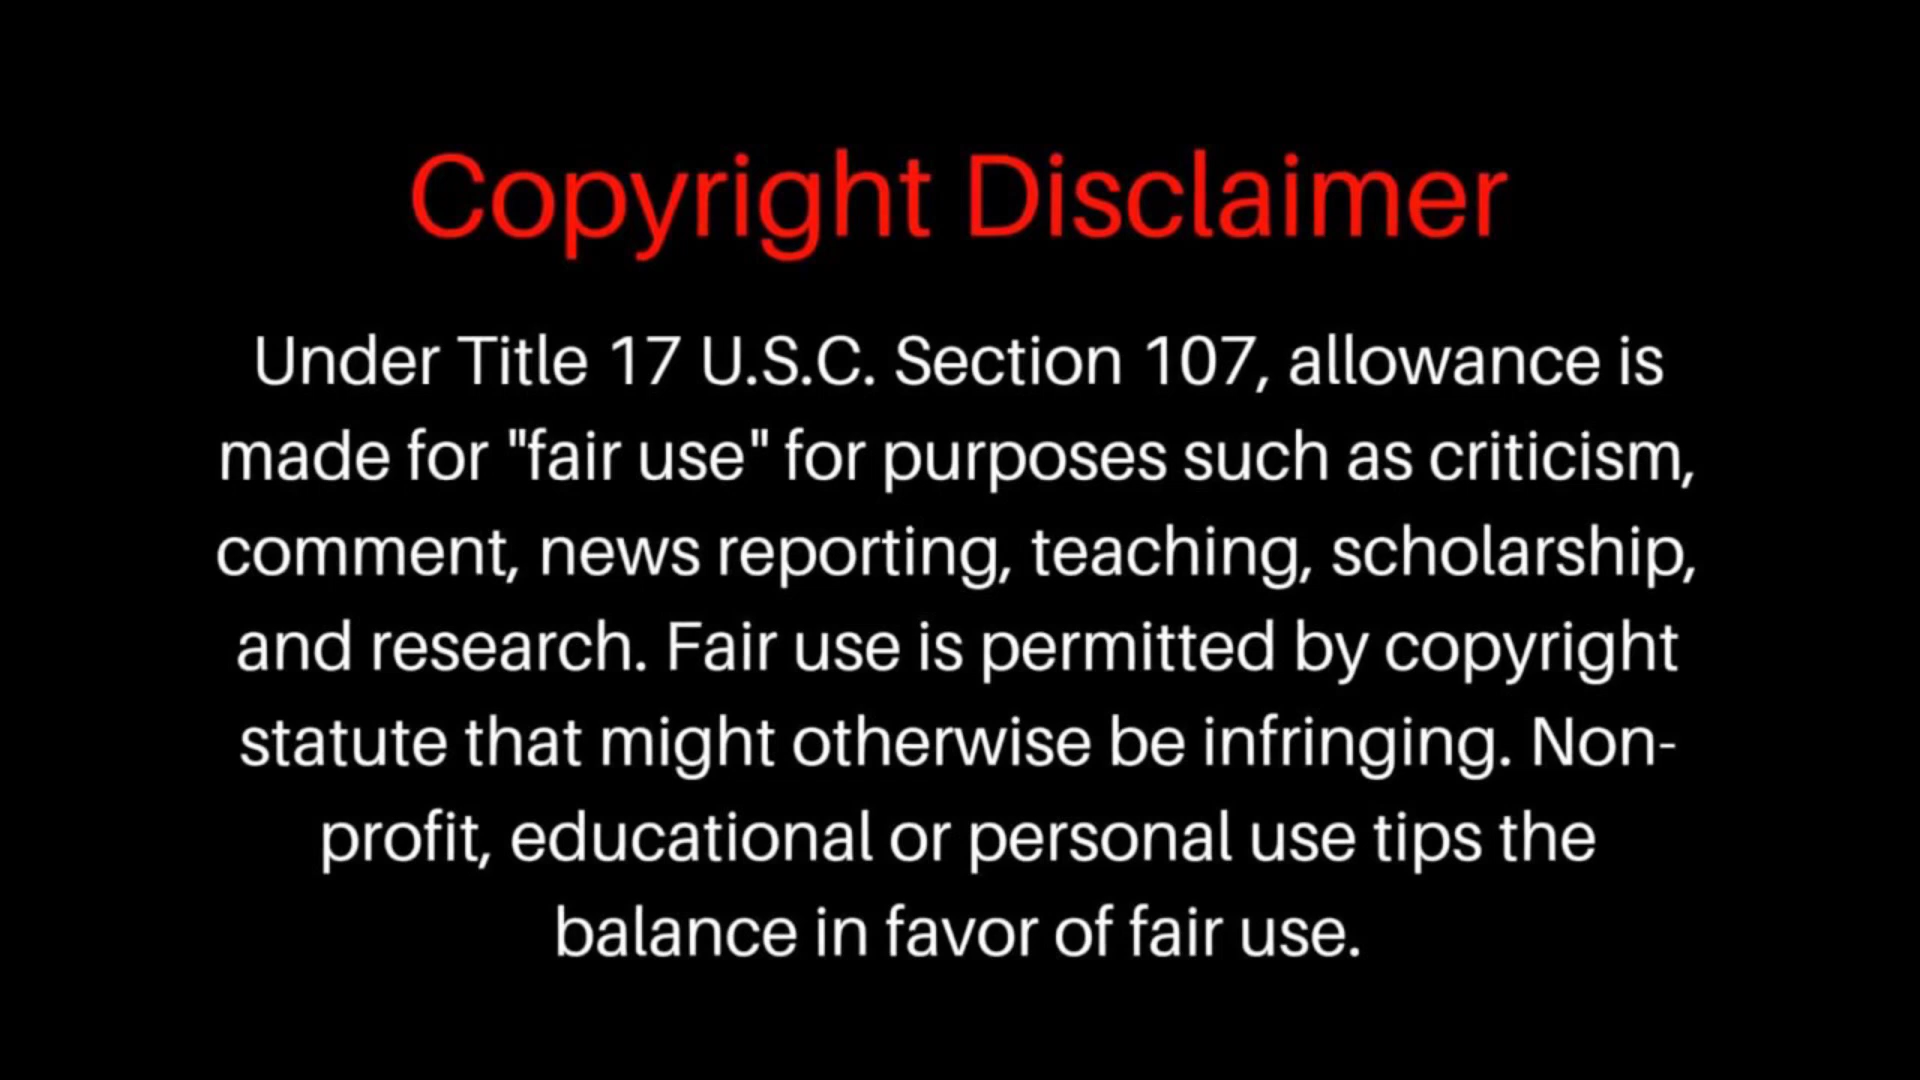 Copyright Disclaimer
Under Title 17 U.S.C. Section 107, allowance is
made for "fair use" for purposes such as criticism,
comment, news reporting, teaching, scholarship,
and research. Fair use is permitted by copyright
statute that might otherwise be infringing. Non-
profit, educational or personal use tips the
balance in favor of fair use.